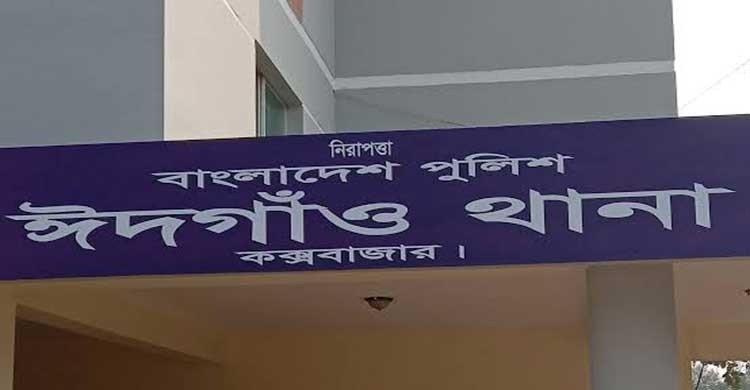 নিরাপত্তা
বাংলাদেশ পুলিশ
ঈদগাঁও থানা
কক্সবাজার।